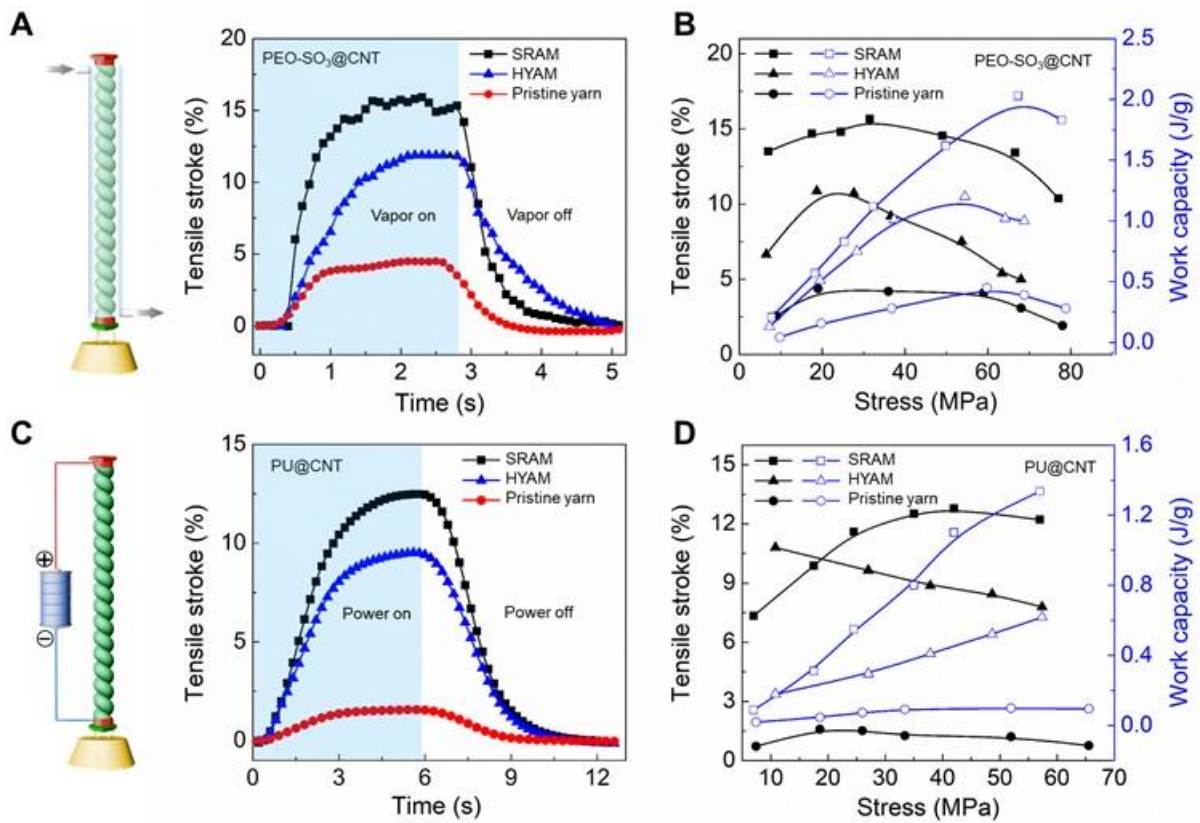 A
Tensile stroke (%)
20
15
10
5
0
PEO-SO₃@CNT
SRAM
HYAM
Pristine yarn
Vapor on
Vapor off
0
1
2
3
4
5
Time (s)
B
Tensile stroke (%)
20
15
10
5
0
SRAM
HYAM
Pristine yarn
PEO-SO₃@CNT
2.5
2.0
1.5
1.0
0.5
0.0
Work capacity (J/g)
20
40
60
80
Stress (MPa)
C
+
−
Tensile stroke (%)
15
10
5
0
PU@CNT
SRAM
HYAM
Pristine yarn
Power on
Power off
0
3
6
9
12
Time (s)
D
Tensile stroke (%)
15
12
9
6
3
0
SRAM
HYAM
Pristine yarn
PU@CNT
1.6
1.2
0.8
0.4
0.0
Work capacity (J/g)
10
20
30
40
50
60
70
Stress (MPa)